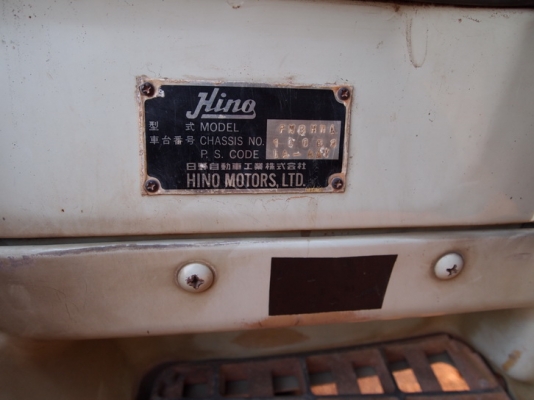 Hino
型式 MODEL
車台番号 CHASSIS NO.
P. S. CODE
日野自動車工業株式会社
HINO MOTORS, LTD.